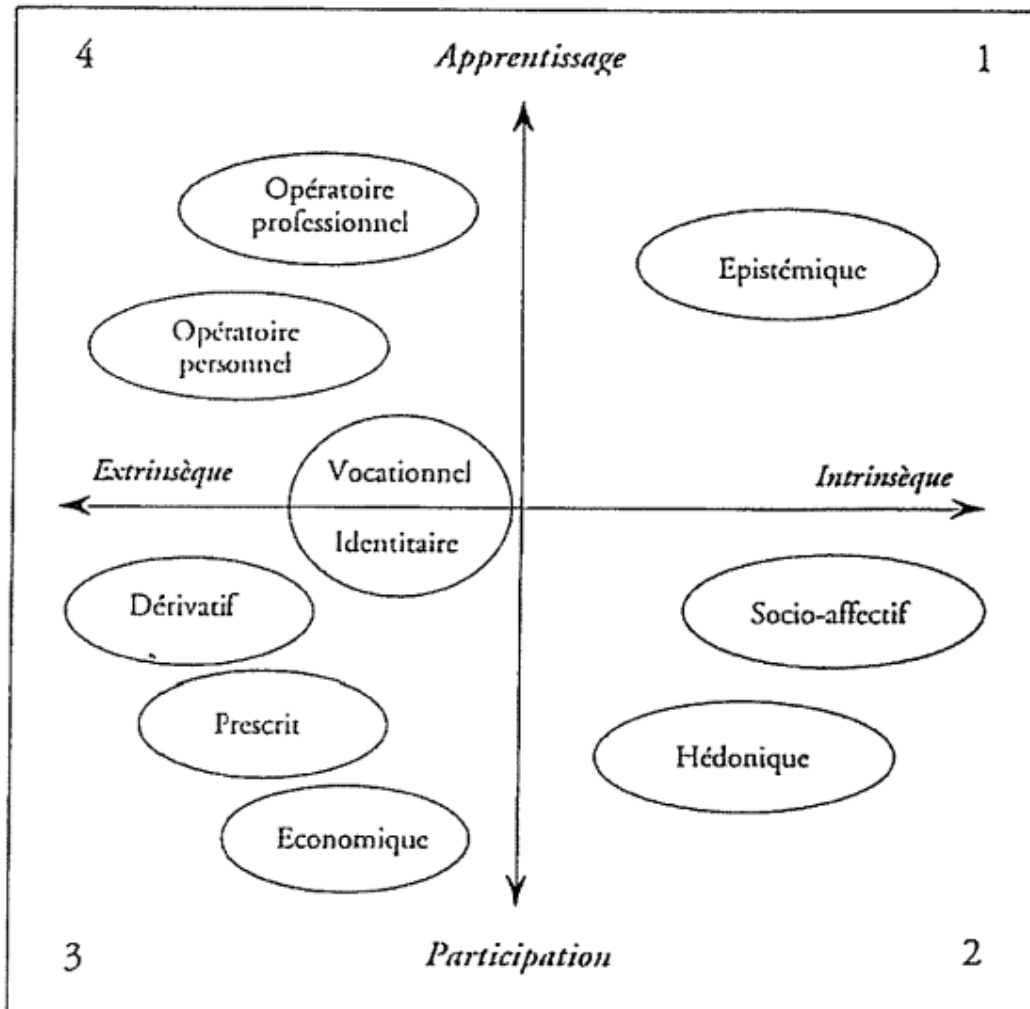 4
Apprentissage
1
Opératoire
professionnel
Epistémique
Opératoire
personnel
Extrinsèque
Vocationnel
Intrinsèque
Identitaire
Dérivatif
Socio-affectif
Prescrit
Hédonique
Economique
3
Participation
2